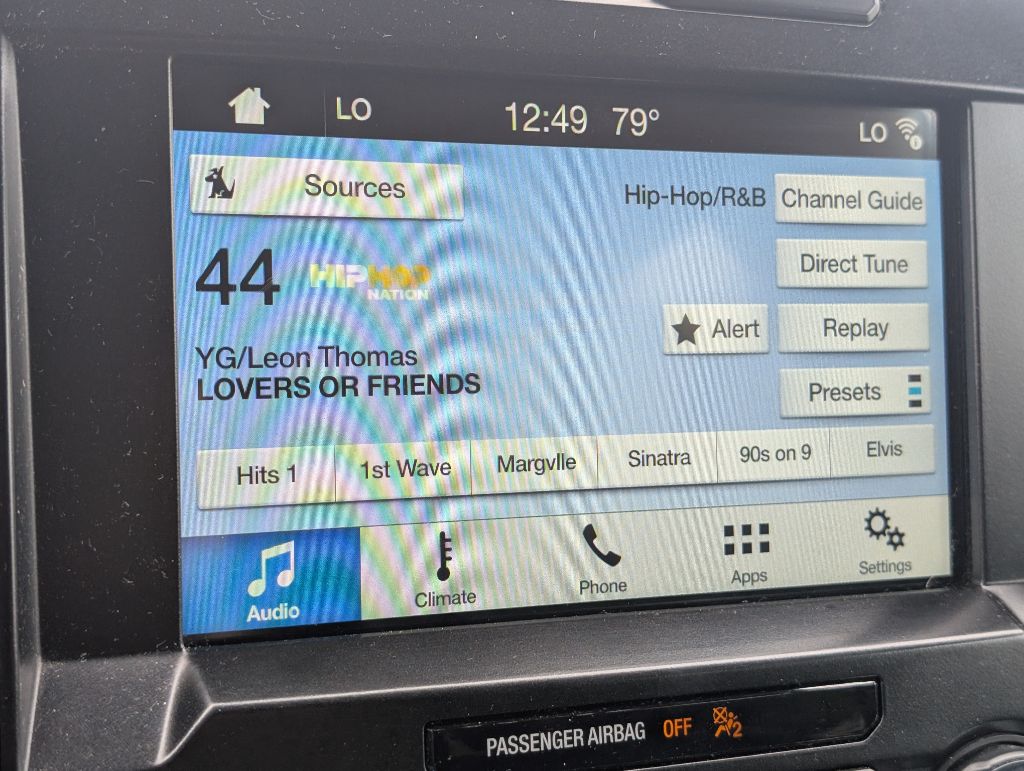 LO 12:49 79° LO
Sources
Hip-Hop/R&B
Channel Guide
44
HIPHOP
NATION
Direct Tune
Alert
Replay
YG/Leon Thomas
LOVERS OR FRIENDS
Presets
Hits 1 1st Wave Margvlle Sinatra 90s on 9 Elvis
Audio Climate Phone Apps Settings
PASSENGER AIRBAG OFF 2